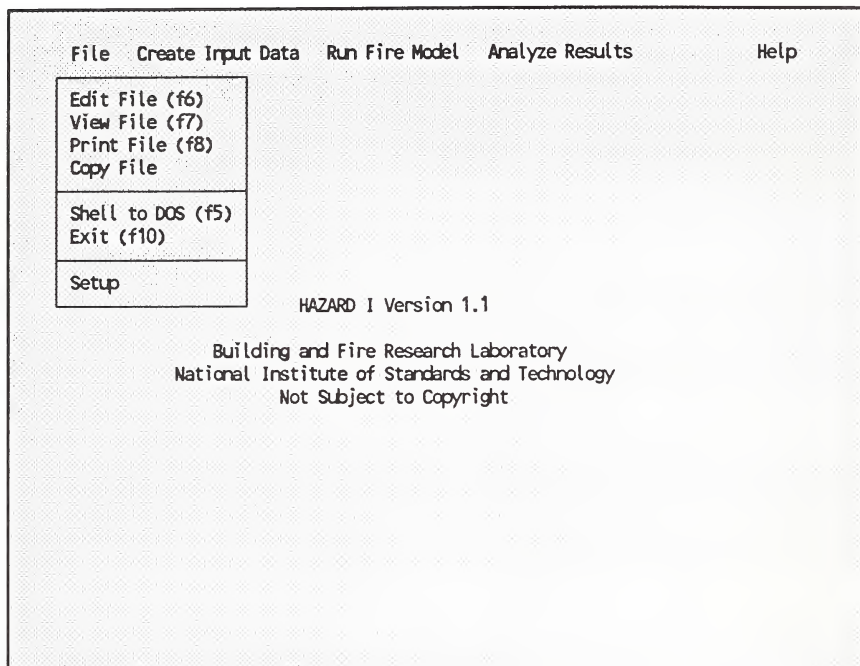 File Create Input Data Run Fire Model Analyze Results Help
Edit File (f6)
View File (f7)
Print File (f8)
Copy File
Shell to DOS (f5)
Exit (f10)
Setup
HAZARD I Version 1.1
Building and Fire Research Laboratory
National Institute of Standards and Technology
Not Subject to Copyright